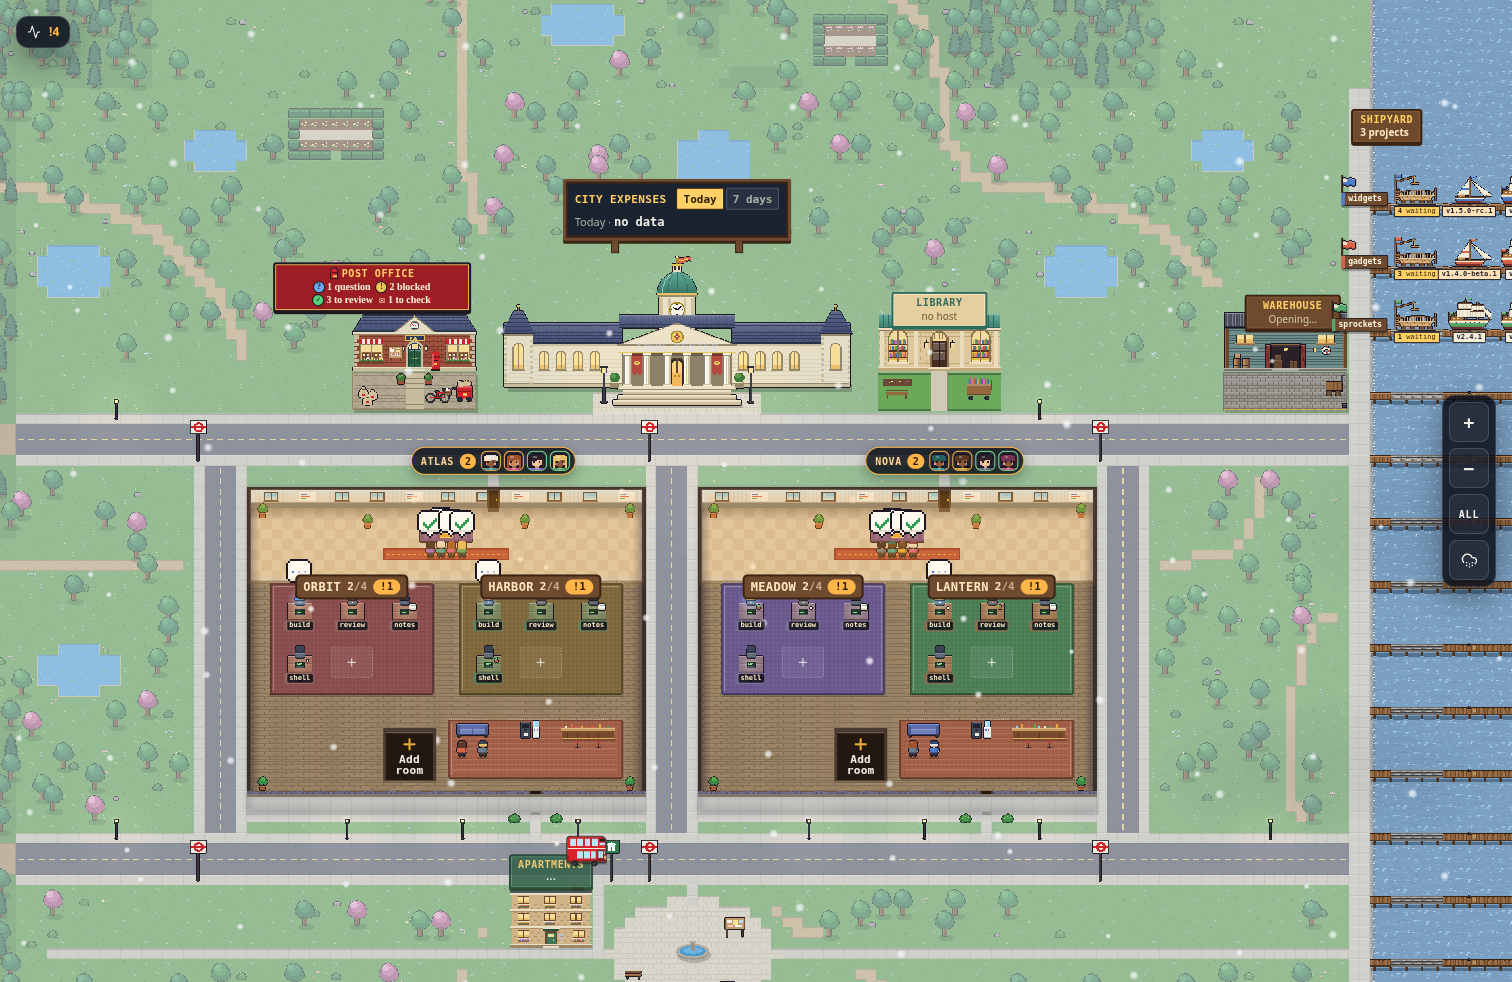 !4
SHIPYARD
3 projects
CITY EXPENSES Today 7 days
Today · no data
POST OFFICE
? 1 question ! 2 blocked
3 to review ✉ 1 to check
LIBRARY
no host
WAREHOUSE
Opening...
widgets
4 waiting v1.5.0-rc.1
gadgets
3 waiting v1.4.0-beta.1
sprockets
1 waiting v2.4.1
ATLAS 2
NOVA 2
ORBIT 2/4 !1
HARBOR 2/4 !1
MEADOW 2/4 !1
LANTERN 2/4 !1
build review notes
shell +
build review notes
shell +
build review notes
shell +
build review notes
shell +
+
Add
room
+
Add
room
+
−
ALL
APARTMENTS
...